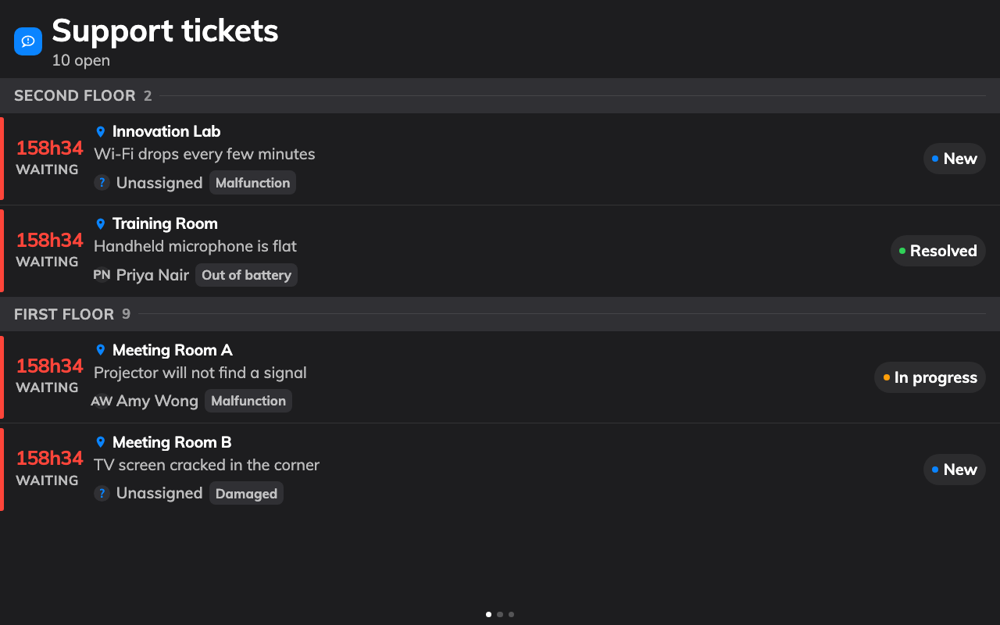 Support tickets
10 open
SECOND FLOOR 2
158h34
WAITING
Innovation Lab
Wi-Fi drops every few minutes
? Unassigned Malfunction
New
158h34
WAITING
Training Room
Handheld microphone is flat
PN Priya Nair Out of battery
Resolved
FIRST FLOOR 9
158h34
WAITING
Meeting Room A
Projector will not find a signal
AW Amy Wong Malfunction
In progress
158h34
WAITING
Meeting Room B
TV screen cracked in the corner
? Unassigned Damaged
New